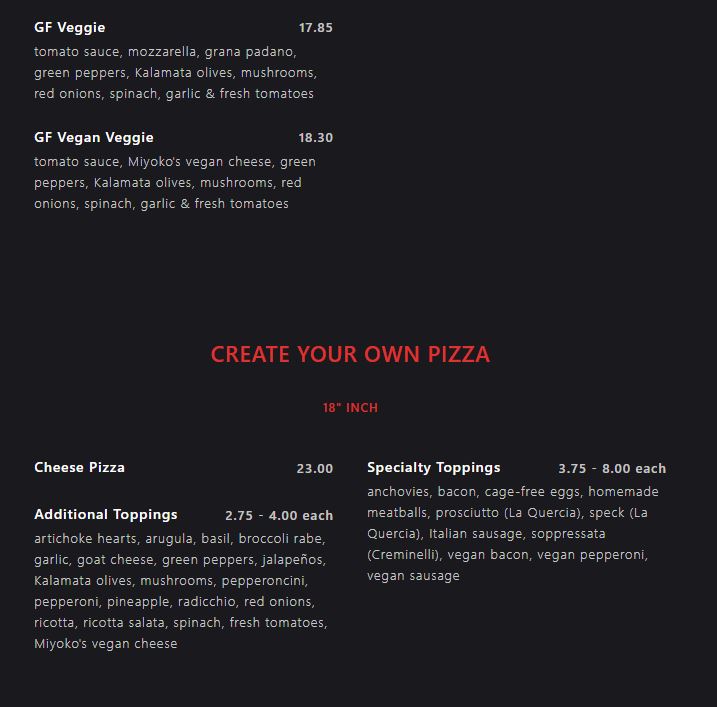 GF Veggie 17.85
tomato sauce, mozzarella, grana padano,
green peppers, Kalamata olives, mushrooms,
red onions, spinach, garlic & fresh tomatoes
GF Vegan Veggie 18.30
tomato sauce, Miyoko's vegan cheese, green
peppers, Kalamata olives, mushrooms, red
onions, spinach, garlic & fresh tomatoes
CREATE YOUR OWN PIZZA
18" INCH
Cheese Pizza 23.00
Additional Toppings 2.75 - 4.00 each
artichoke hearts, arugula, basil, broccoli rabe,
garlic, goat cheese, green peppers, jalapeños,
Kalamata olives, mushrooms, pepperoncini,
pepperoni, pineapple, radicchio, red onions,
ricotta, ricotta salata, spinach, fresh tomatoes,
Miyoko's vegan cheese
Specialty Toppings 3.75 - 8.00 each
anchovies, bacon, cage-free eggs, homemade
meatballs, prosciutto (La Quercia), speck (La
Quercia), Italian sausage, soppressata
(Creminelli), vegan bacon, vegan pepperoni,
vegan sausage